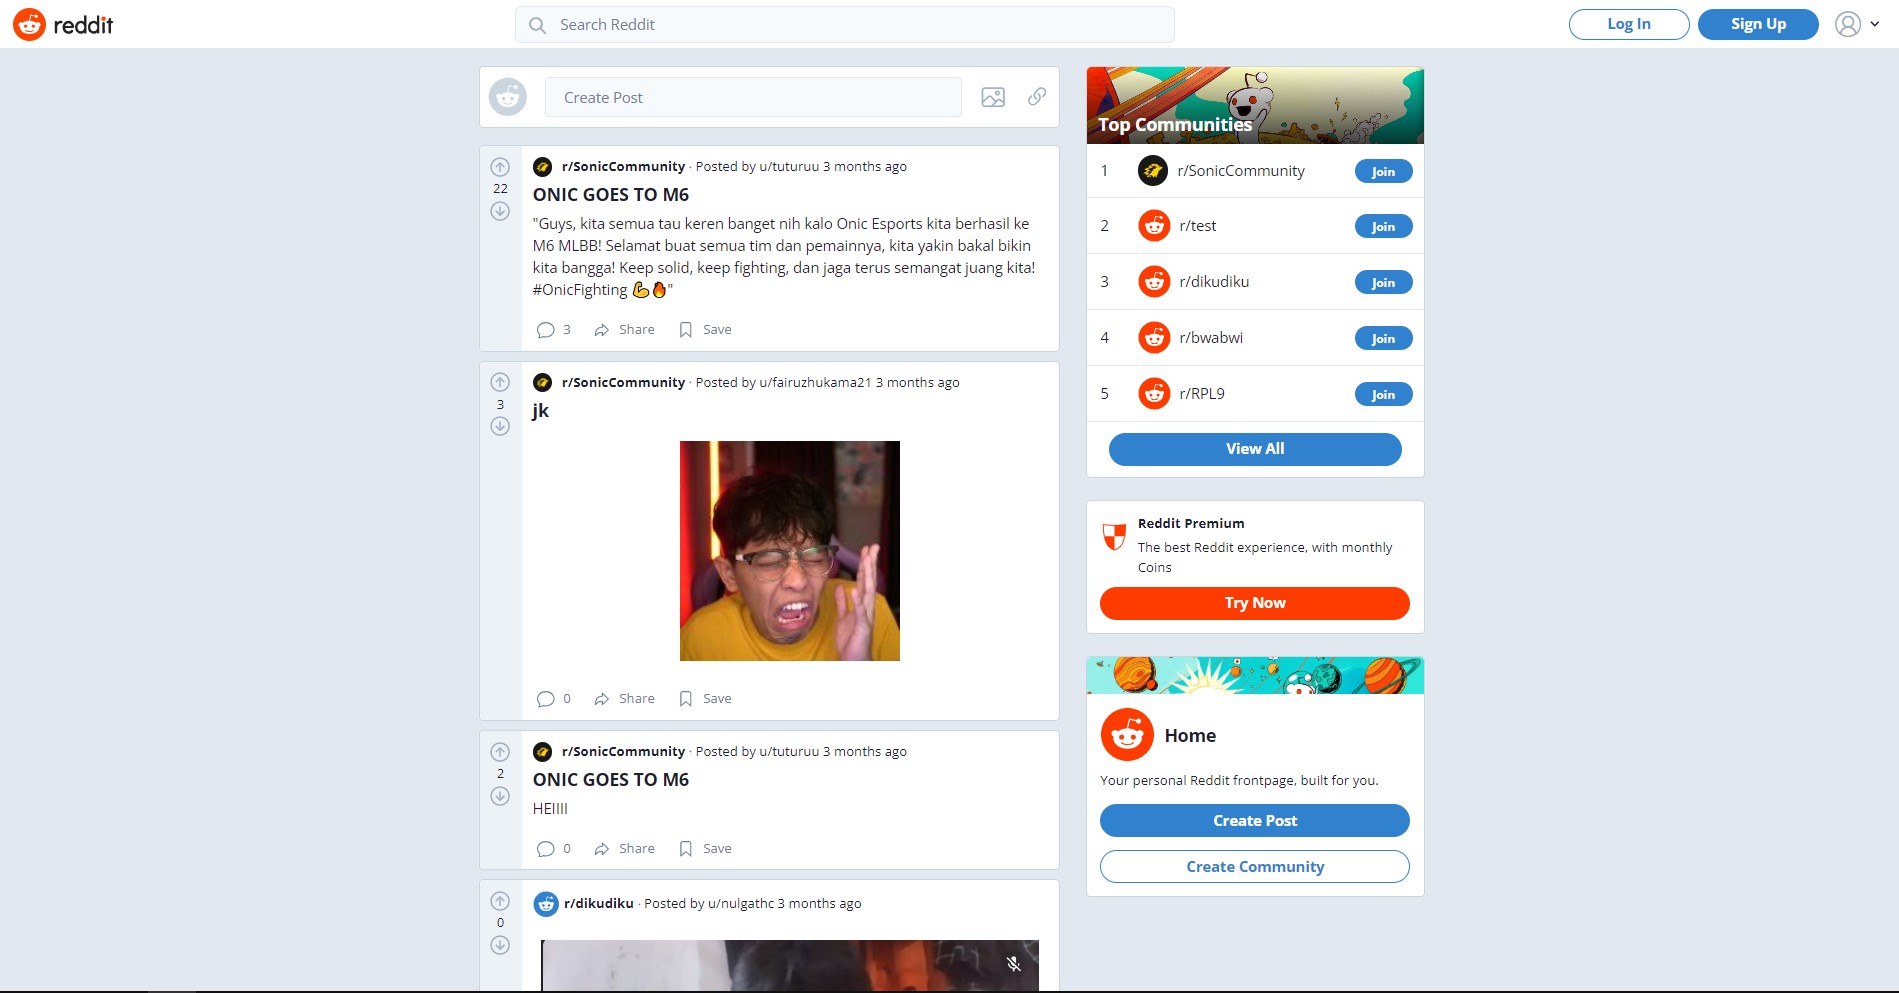 reddit
Search Reddit
Log In
Sign Up
Create Post
r/SonicCommunity · Posted by u/tuturuu 3 months ago
22
ONIC GOES TO M6
"Guys, kita semua tau keren banget nih kalo Onic Esports kita berhasil ke
M6 MLBB! Selamat buat semua tim dan pemainnya, kita yakin bakal bikin
kita bangga! Keep solid, keep fighting, dan jaga terus semangat juang kita!
#OnicFighting 💪🔥"
3 Share Save
r/SonicCommunity · Posted by u/fairuzhukama21 3 months ago
3
jk
0 Share Save
r/SonicCommunity · Posted by u/tuturuu 3 months ago
2
ONIC GOES TO M6
HEIIII
0 Share Save
r/dikudiku · Posted by u/nulgathc 3 months ago
0
Top Communities
1 r/SonicCommunity Join
2 r/test Join
3 r/dikudiku Join
4 r/bwabwi Join
5 r/RPL9 Join
View All
Reddit Premium
The best Reddit experience, with monthly
Coins
Try Now
Home
Your personal Reddit frontpage, built for you.
Create Post
Create Community